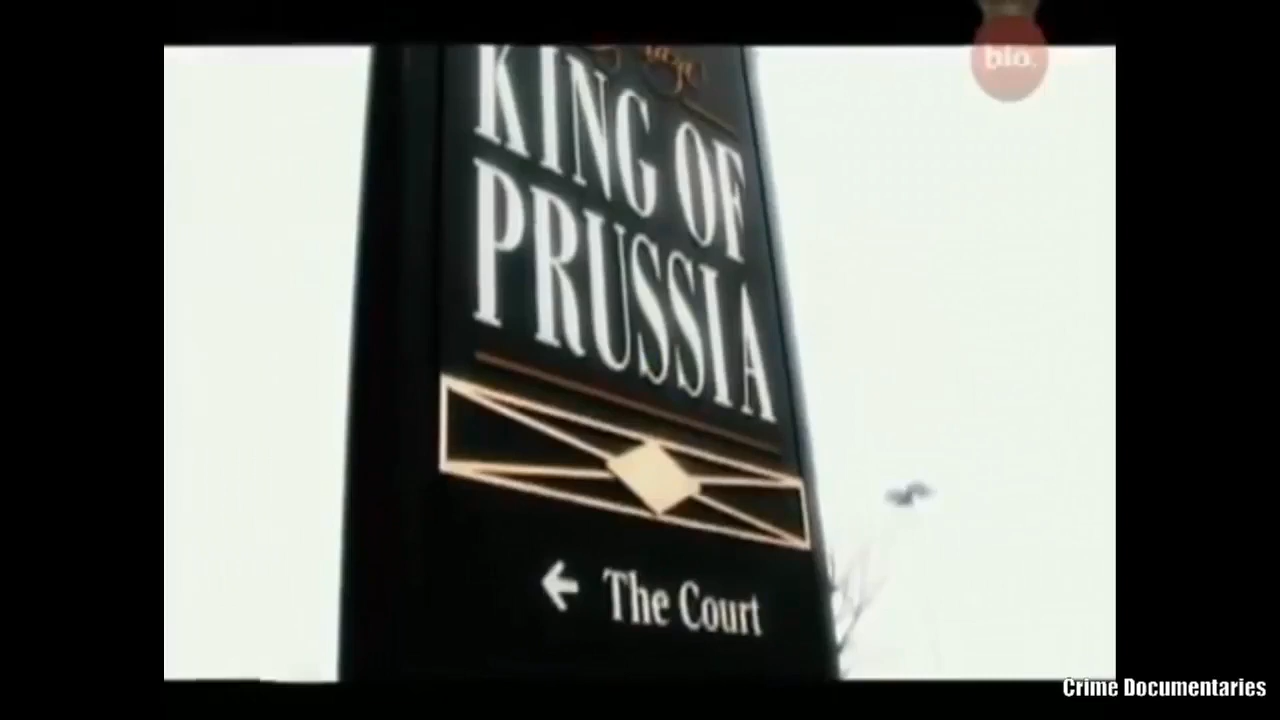 bio.
KING OF
PRUSSIA
← The Court
Crime Documentaries